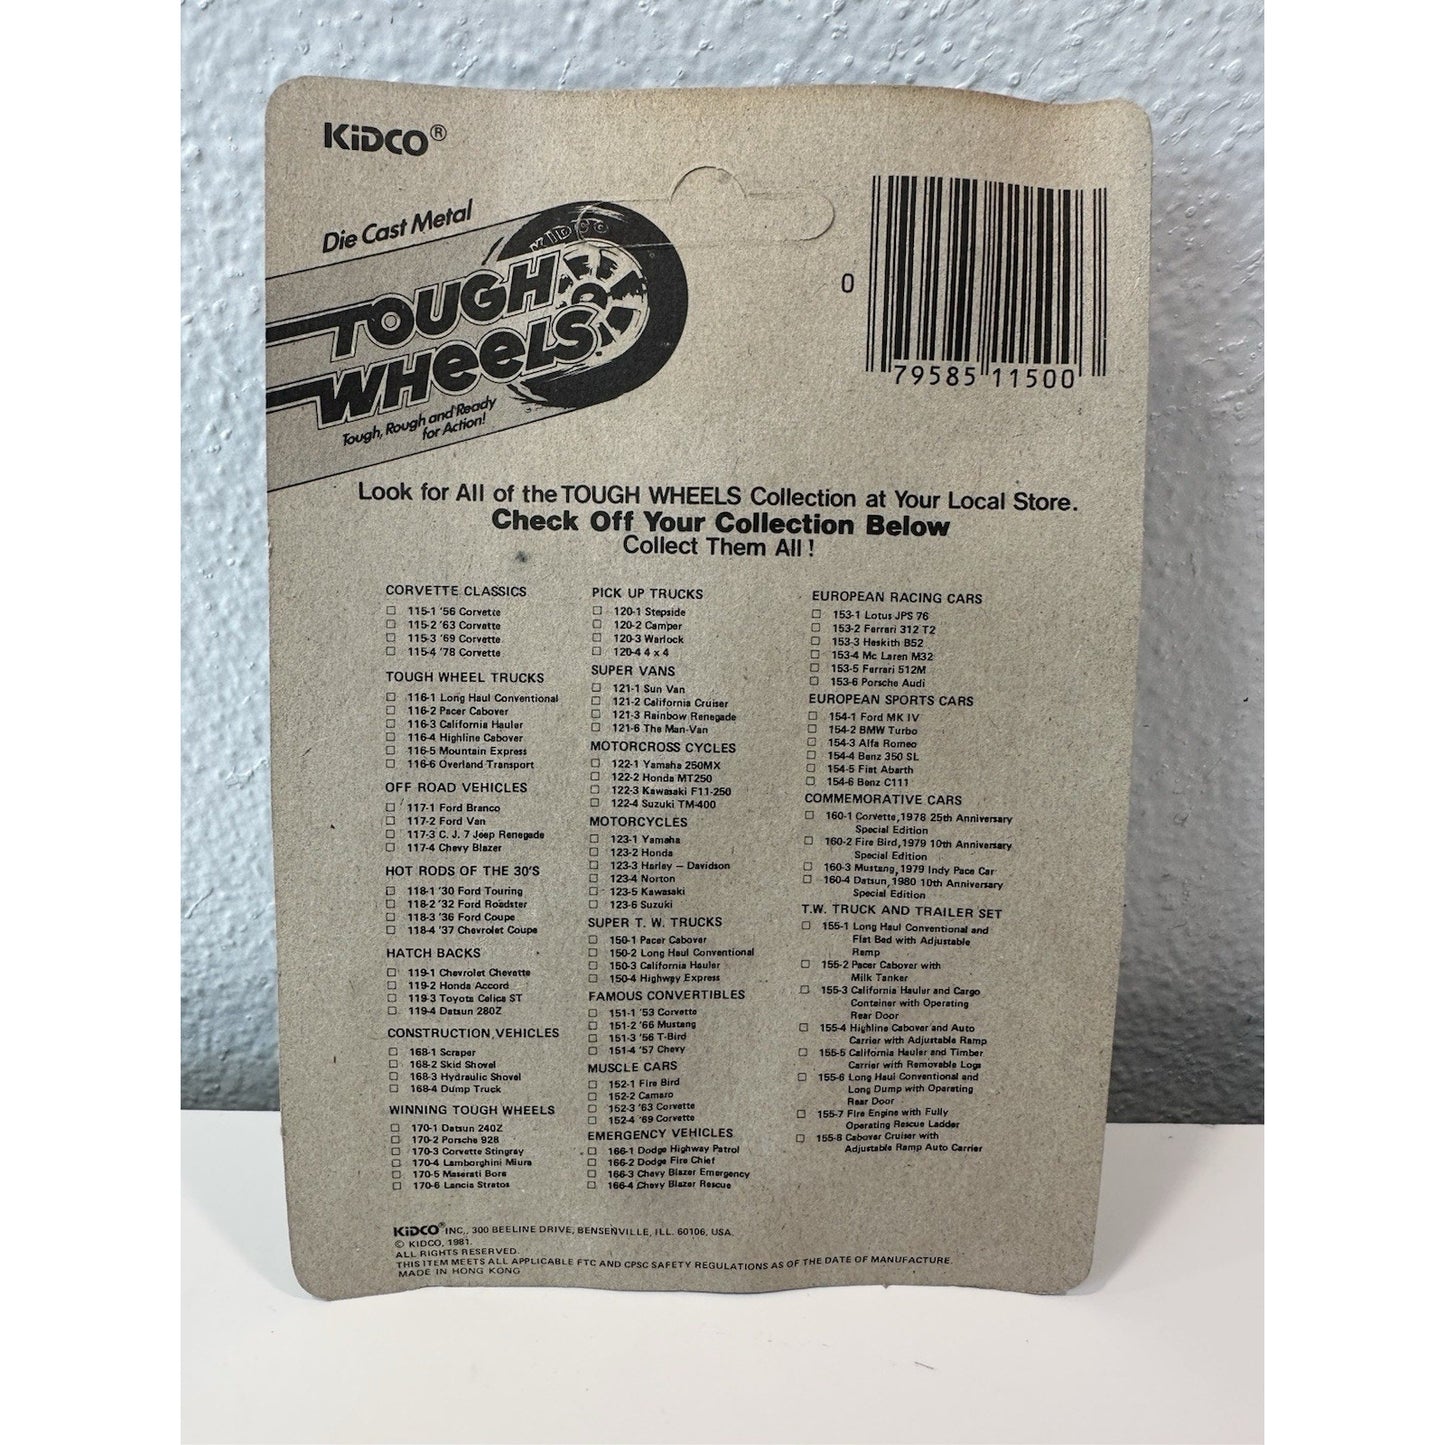 KiDCO®
Die Cast Metal
KIDCO
TOUGH
WHeeLS
Tough, Rough and Ready
for Action!
0
79585 11500
Look for All of the TOUGH WHEELS Collection at Your Local Store.
Check Off Your Collection Below
Collect Them All !
CORVETTE CLASSICS
115-1 '56 Corvette
115-2 '63 Corvette
115-3 '69 Corvette
115-4 '78 Corvette
TOUGH WHEEL TRUCKS
116-1 Long Haul Conventional
116-2 Pacer Cabover
116-3 California Hauler
116-4 Highline Cabover
116-5 Mountain Express
116-6 Overland Transport
OFF ROAD VEHICLES
117-1 Ford Branco
117-2 Ford Van
117-3 C. J. 7 Jeep Renegade
117-4 Chevy Blazer
HOT RODS OF THE 30'S
118-1 '30 Ford Touring
118-2 '32 Ford Roadster
118-3 '36 Ford Coupe
118-4 '37 Chevrolet Coupe
HATCH BACKS
119-1 Chevrolet Chevette
119-2 Honda Accord
119-3 Toyota Celica ST
119-4 Datsun 280Z
CONSTRUCTION VEHICLES
168-1 Scraper
168-2 Skid Shovel
168-3 Hydraulic Shovel
168-4 Dump Truck
WINNING TOUGH WHEELS
170-1 Datsun 240Z
170-2 Porsche 928
170-3 Corvette Stingray
170-4 Lamborghini Miura
170-5 Maserati Bora
170-6 Lancia Stratos
PICK UP TRUCKS
120-1 Stepside
120-2 Camper
120-3 Warlock
120-4 4 x 4
SUPER VANS
121-1 Sun Van
121-2 California Cruiser
121-3 Rainbow Renegade
121-6 The Man-Van
MOTORCROSS CYCLES
122-1 Yamaha 250MX
122-2 Honda MT250
122-3 Kawasaki F11-250
122-4 Suzuki TM-400
MOTORCYCLES
123-1 Yamaha
123-2 Honda
123-3 Harley – Davidson
123-4 Norton
123-5 Kawasaki
123-6 Suzuki
SUPER T. W. TRUCKS
150-1 Pacer Cabover
150-2 Long Haul Conventional
150-3 California Hauler
150-4 Highway Express
FAMOUS CONVERTIBLES
151-1 '53 Corvette
151-2 '66 Mustang
151-3 '56 T-Bird
151-4 '57 Chevy
MUSCLE CARS
152-1 Fire Bird
152-2 Camaro
152-3 '63 Corvette
152-4 '69 Corvette
EMERGENCY VEHICLES
166-1 Dodge Highway Patrol
166-2 Dodge Fire Chief
166-3 Chevy Blazer Emergency
166-4 Chevy Blazer Rescue
EUROPEAN RACING CARS
153-1 Lotus JPS 76
153-2 Ferrari 312 T2
153-3 Heskith B52
153-4 Mc Laren M32
153-5 Ferrari 512M
153-6 Porsche Audi
EUROPEAN SPORTS CARS
154-1 Ford MK IV
154-2 BMW Turbo
154-3 Alfa Romeo
154-4 Benz 350 SL
154-5 Fiat Abarth
154-6 Benz C111
COMMEMORATIVE CARS
160-1 Corvette,1978 25th Anniversary
Special Edition
160-2 Fire Bird,1979 10th Anniversary
Special Edition
160-3 Mustang,1979 Indy Pace Car
160-4 Datsun,1980 10th Anniversary
Special Edition
T.W. TRUCK AND TRAILER SET
155-1 Long Haul Conventional and
Flat Bed with Adjustable
Ramp
155-2 Pacer Cabover with
Milk Tanker
155-3 California Hauler and Cargo
Container with Operating
Rear Door
155-4 Highline Cabover and Auto
Carrier with Adjustable Ramp
155-5 California Hauler and Timber
Carrier with Removable Logs
155-6 Long Haul Conventional and
Long Dump with Operating
Rear Door
155-7 Fire Engine with Fully
Operating Rescue Ladder
155-8 Cabover Cruiser with
Adjustable Ramp Auto Carrier
KiDCO® INC., 300 BEELINE DRIVE, BENSENVILLE, ILL. 60106, USA.
© KIDCO, 1981.
ALL RIGHTS RESERVED.
THIS ITEM MEETS ALL APPLICABLE FTC AND CPSC SAFETY REGULATIONS AS OF THE DATE OF MANUFACTURE.
MADE IN HONG KONG